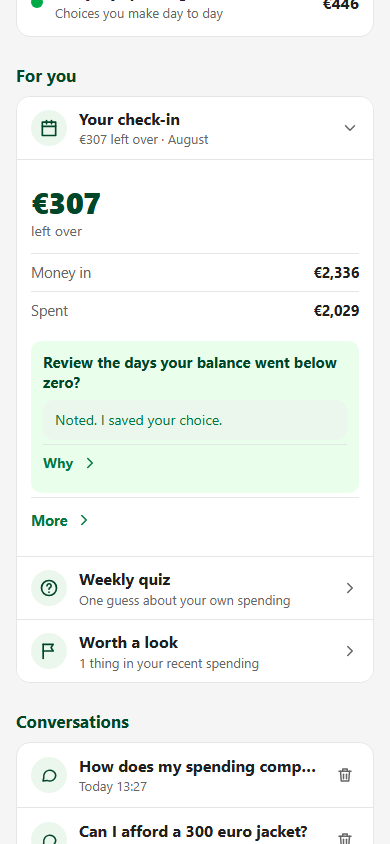 €446
Choices you make day to day
For you
Your check-in
€307 left over · August
€307
left over
Money in
€2,336
Spent
€2,029
Review the days your balance went below
zero?
Noted. I saved your choice.
Why
More
Weekly quiz
One guess about your own spending
Worth a look
1 thing in your recent spending
Conversations
How does my spending comp...
Today 13:27
Can I afford a 300 euro jacket?